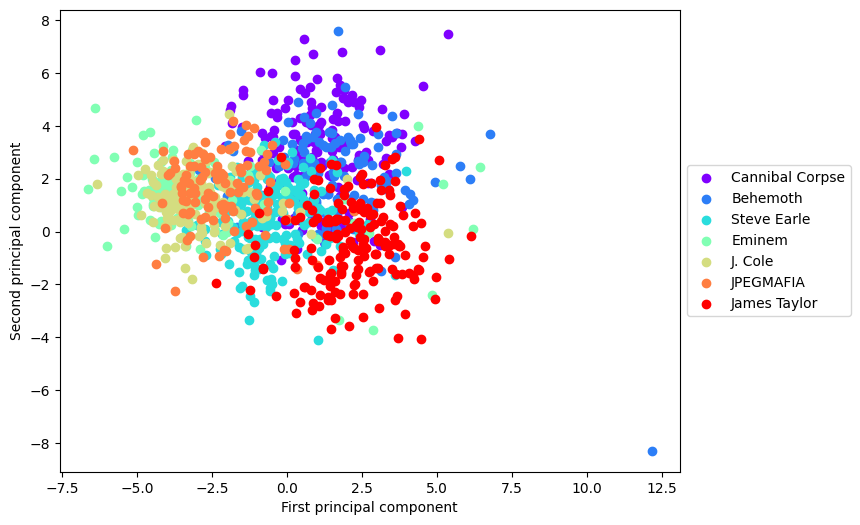 8
6
4
2
0
−2
−4
−6
−8
Second principal component
−7.5 −5.0 −2.5 0.0 2.5 5.0 7.5 10.0 12.5
First principal component
Cannibal Corpse
Behemoth
Steve Earle
Eminem
J. Cole
JPEGMAFIA
James Taylor